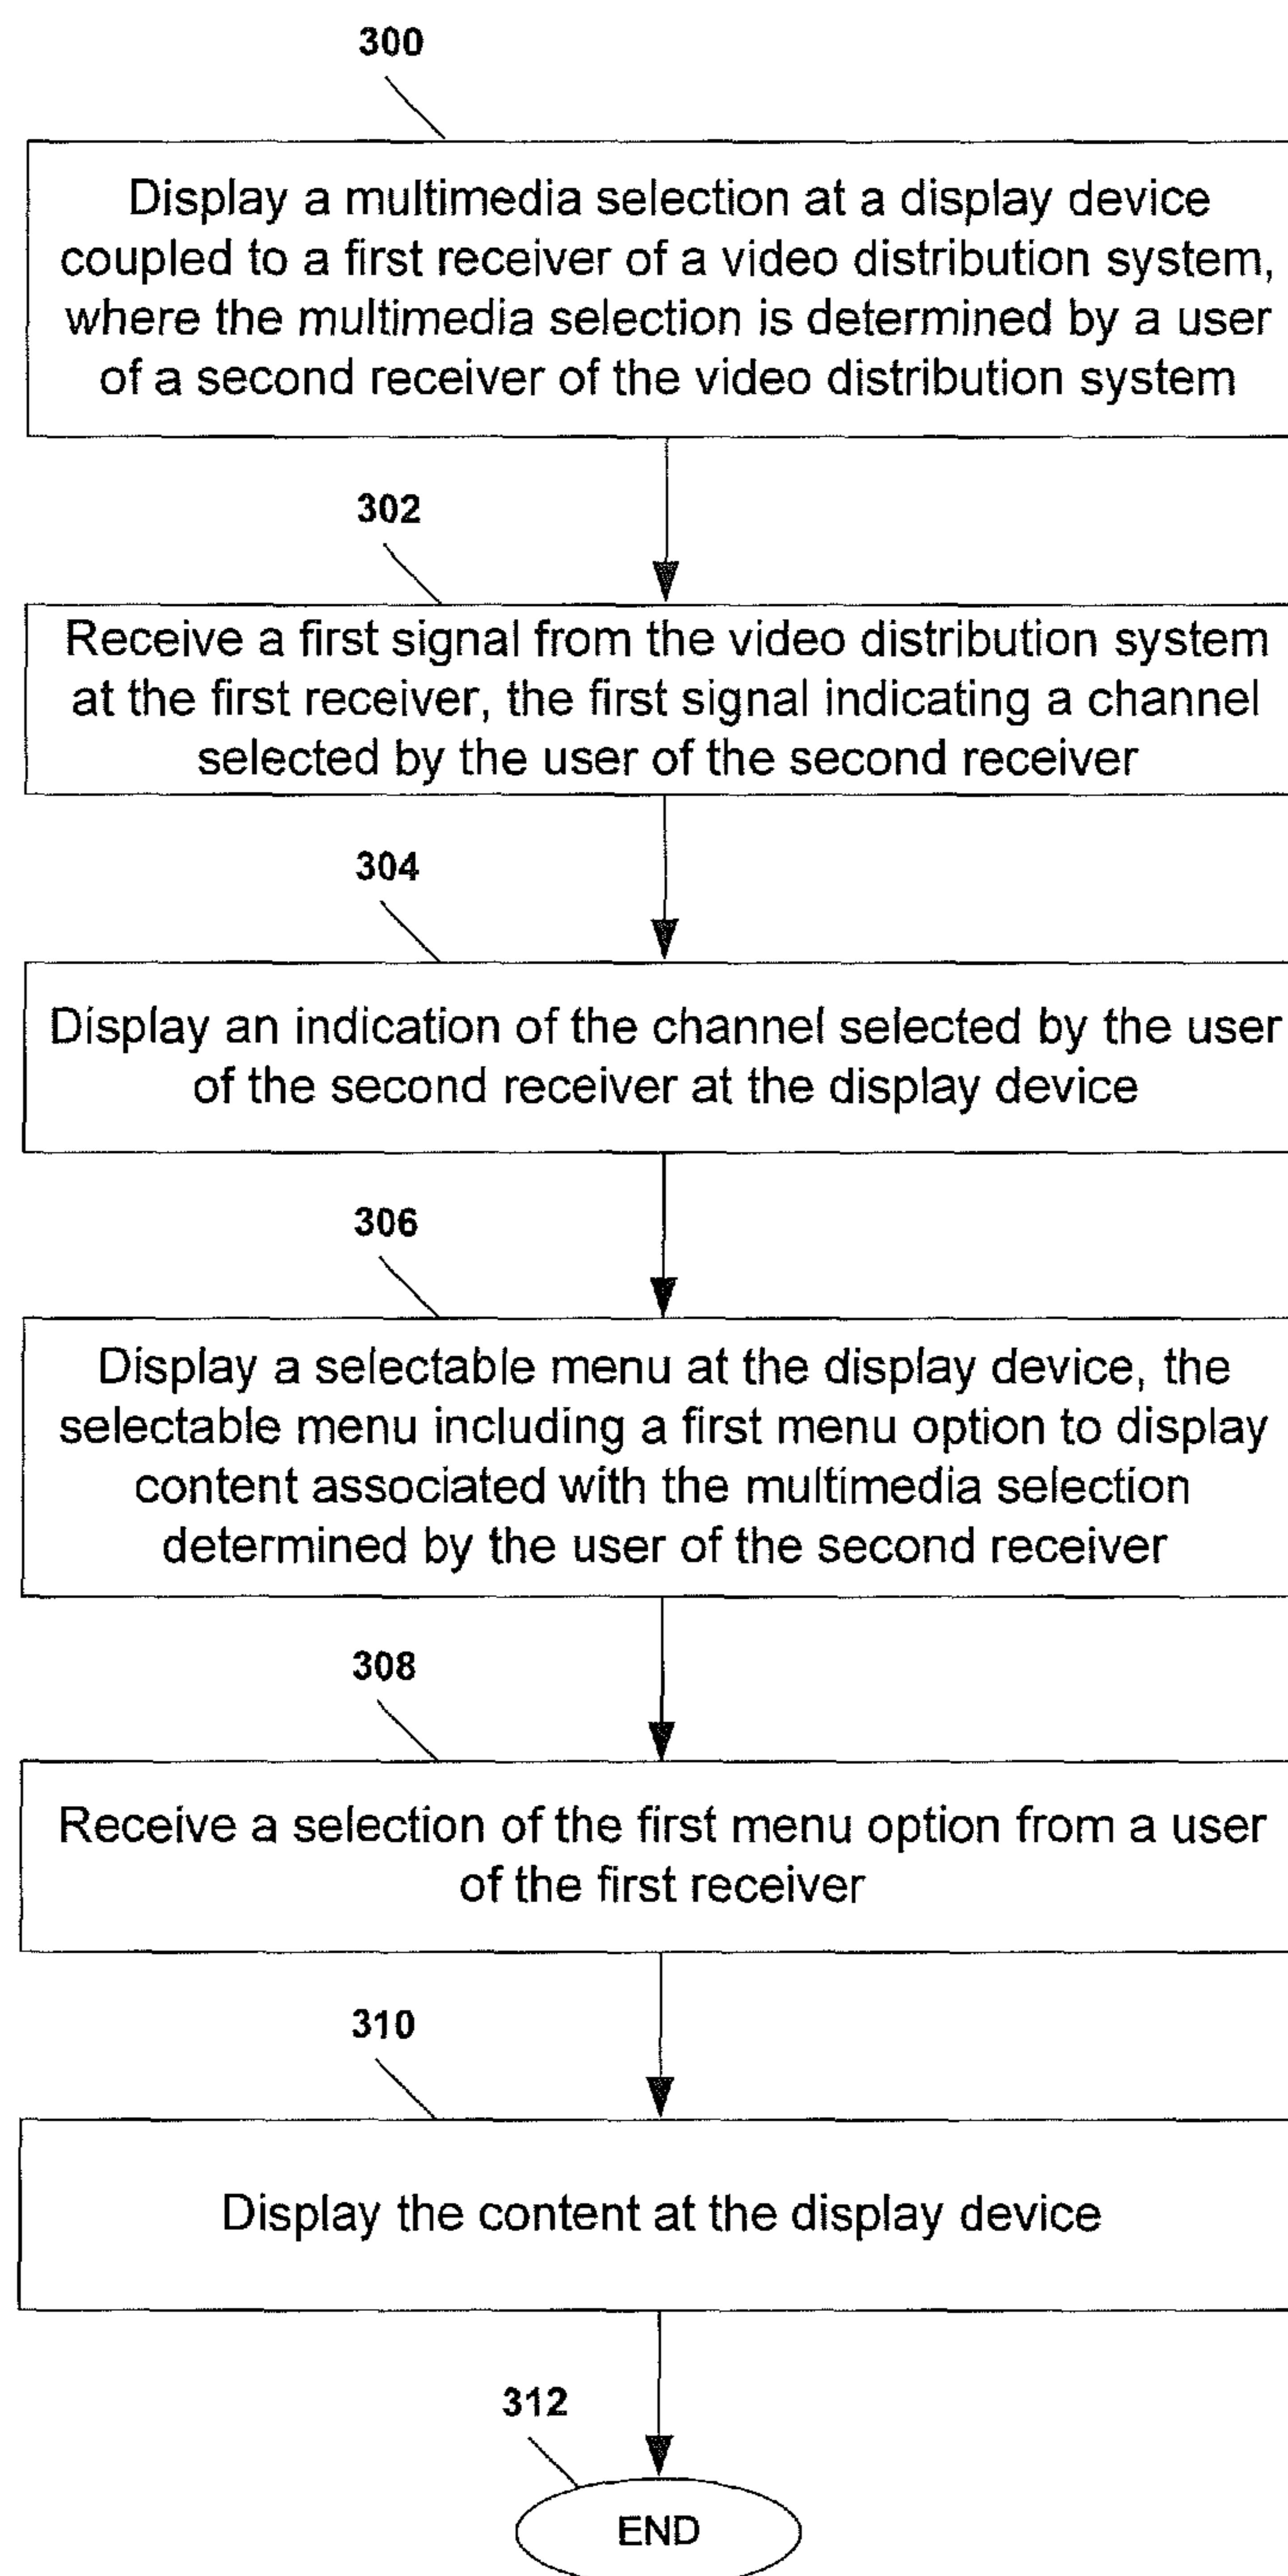 300
Display a multimedia selection at a display device
coupled to a first receiver of a video distribution system,
where the multimedia selection is determined by a user
of a second receiver of the video distribution system
302
Receive a first signal from the video distribution system
at the first receiver, the first signal indicating a channel
selected by the user of the second receiver
304
Display an indication of the channel selected by the user
of the second receiver at the display device
306
Display a selectable menu at the display device, the
selectable menu including a first menu option to display
content associated with the multimedia selection
determined by the user of the second receiver
308
Receive a selection of the first menu option from a user
of the first receiver
310
Display the content at the display device
312
END